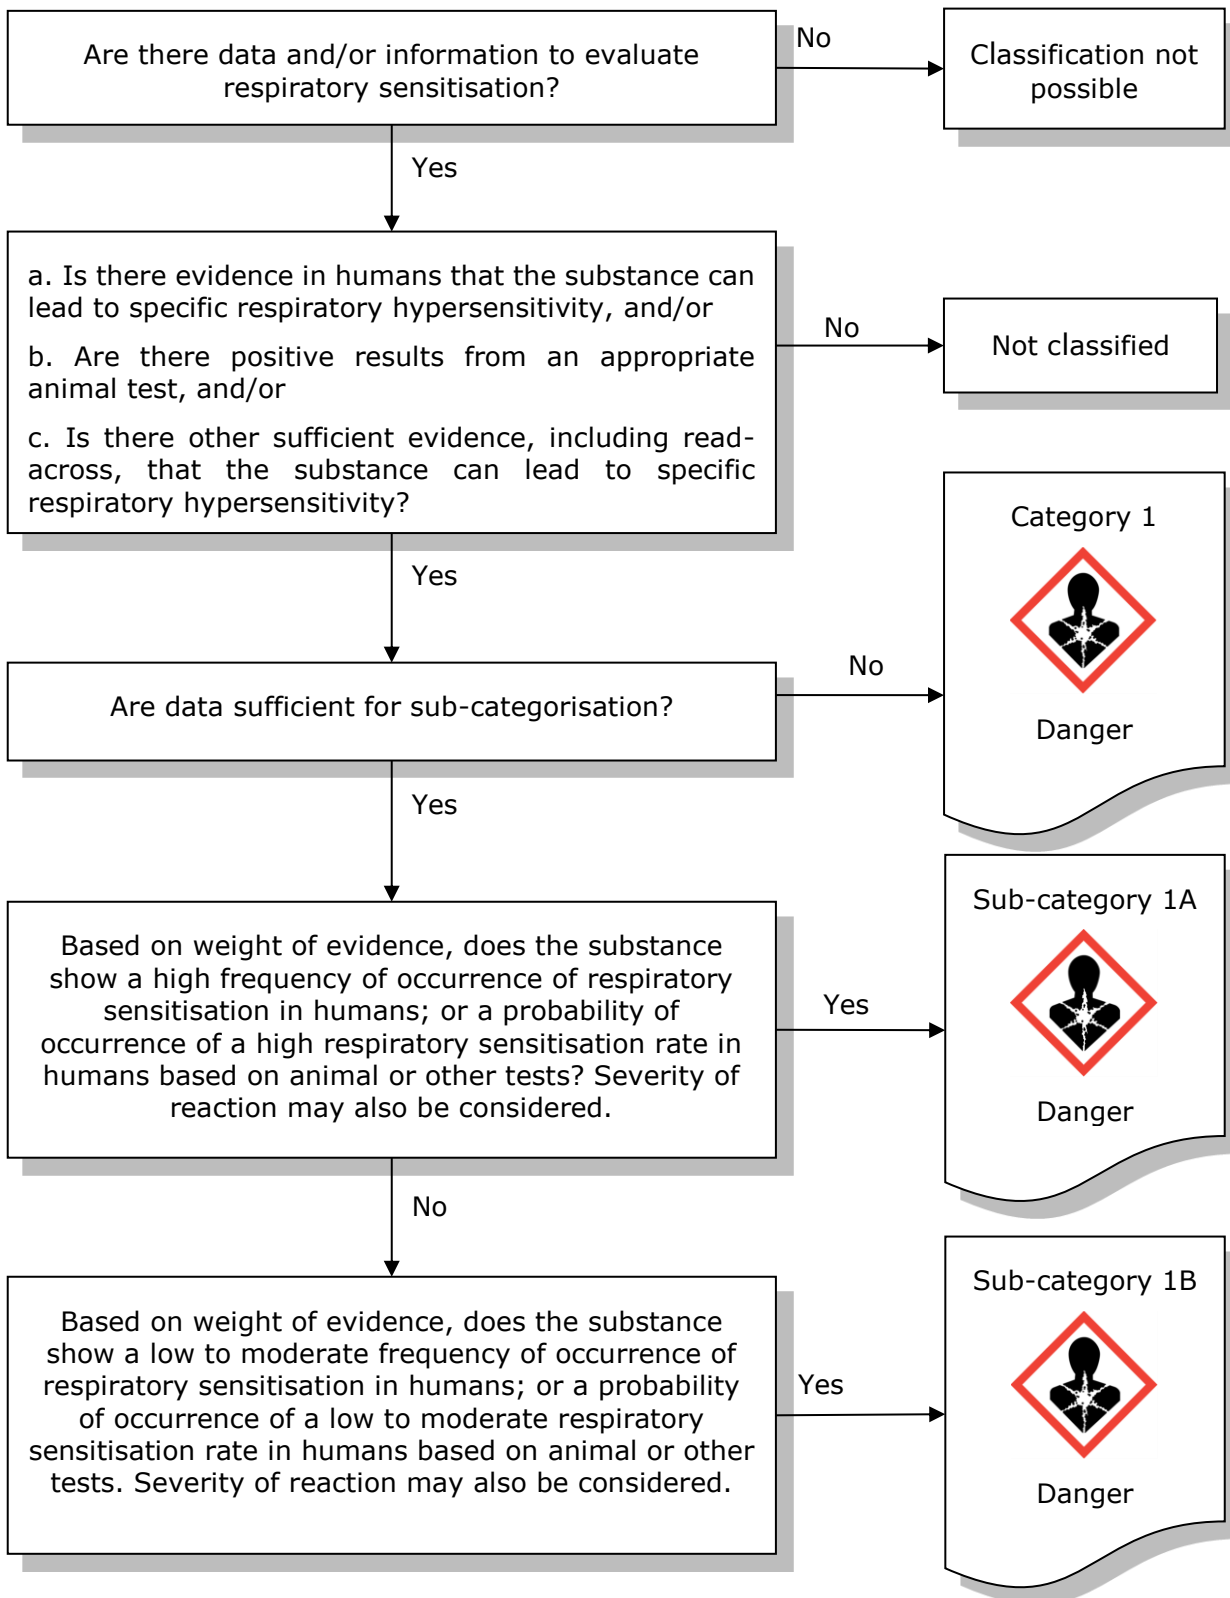 Are there data and/or information to evaluate
respiratory sensitisation?
No
Classification not
possible
Yes
a. Is there evidence in humans that the substance can
lead to specific respiratory hypersensitivity, and/or
b. Are there positive results from an appropriate
animal test, and/or
c. Is there other sufficient evidence, including read-
across, that the substance can lead to specific
respiratory hypersensitivity?
No
Not classified
Yes
Are data sufficient for sub-categorisation?
No
Category 1
Danger
Yes
Based on weight of evidence, does the substance
show a high frequency of occurrence of respiratory
sensitisation in humans; or a probability of
occurrence of a high respiratory sensitisation rate in
humans based on animal or other tests? Severity of
reaction may also be considered.
Yes
Sub-category 1A
Danger
No
Based on weight of evidence, does the substance
show a low to moderate frequency of occurrence of
respiratory sensitisation in humans; or a probability
of occurrence of a low to moderate respiratory
sensitisation rate in humans based on animal or other
tests. Severity of reaction may also be considered.
Yes
Sub-category 1B
Danger